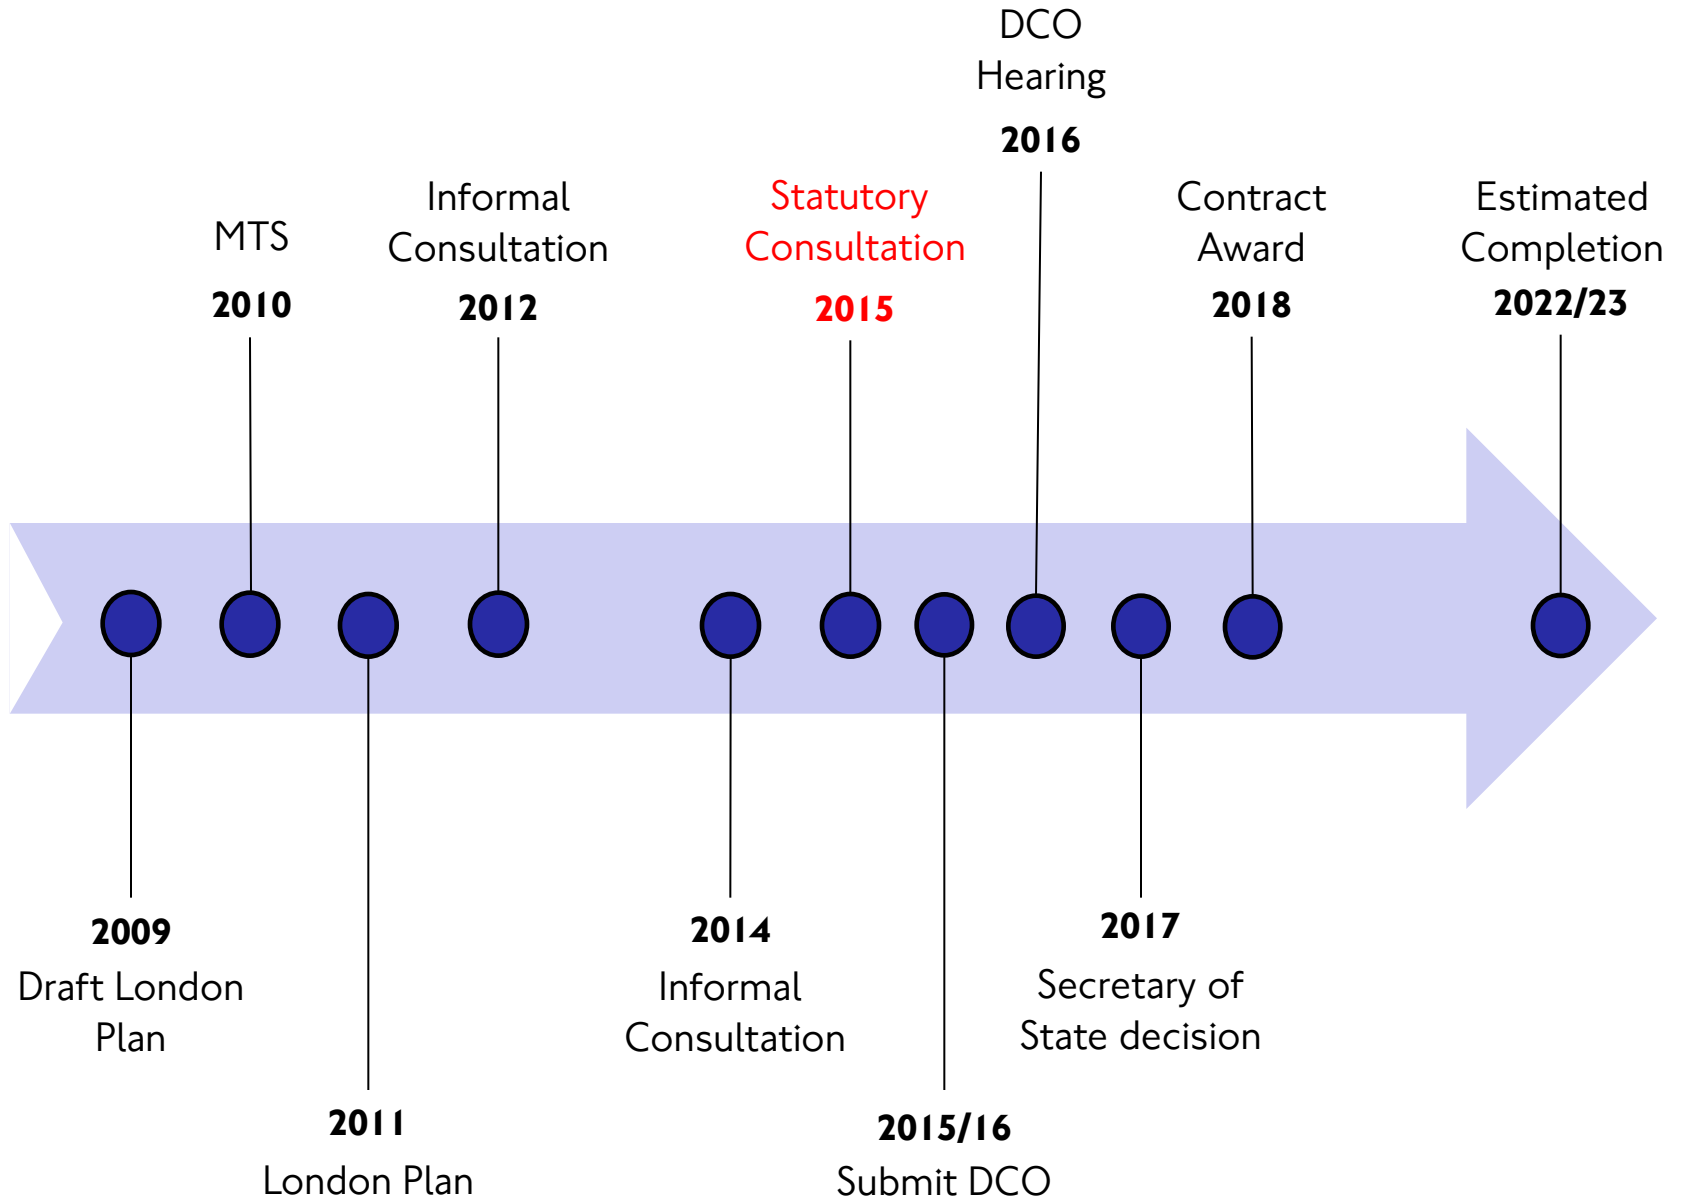 DCO
Hearing
2016
MTS
2010
Informal
Consultation
2012
Statutory
Consultation
2015
Contract
Award
2018
Estimated
Completion
2022/23
2009
Draft London
Plan
2011
London Plan
2014
Informal
Consultation
2015/16
Submit DCO
2017
Secretary of
State decision